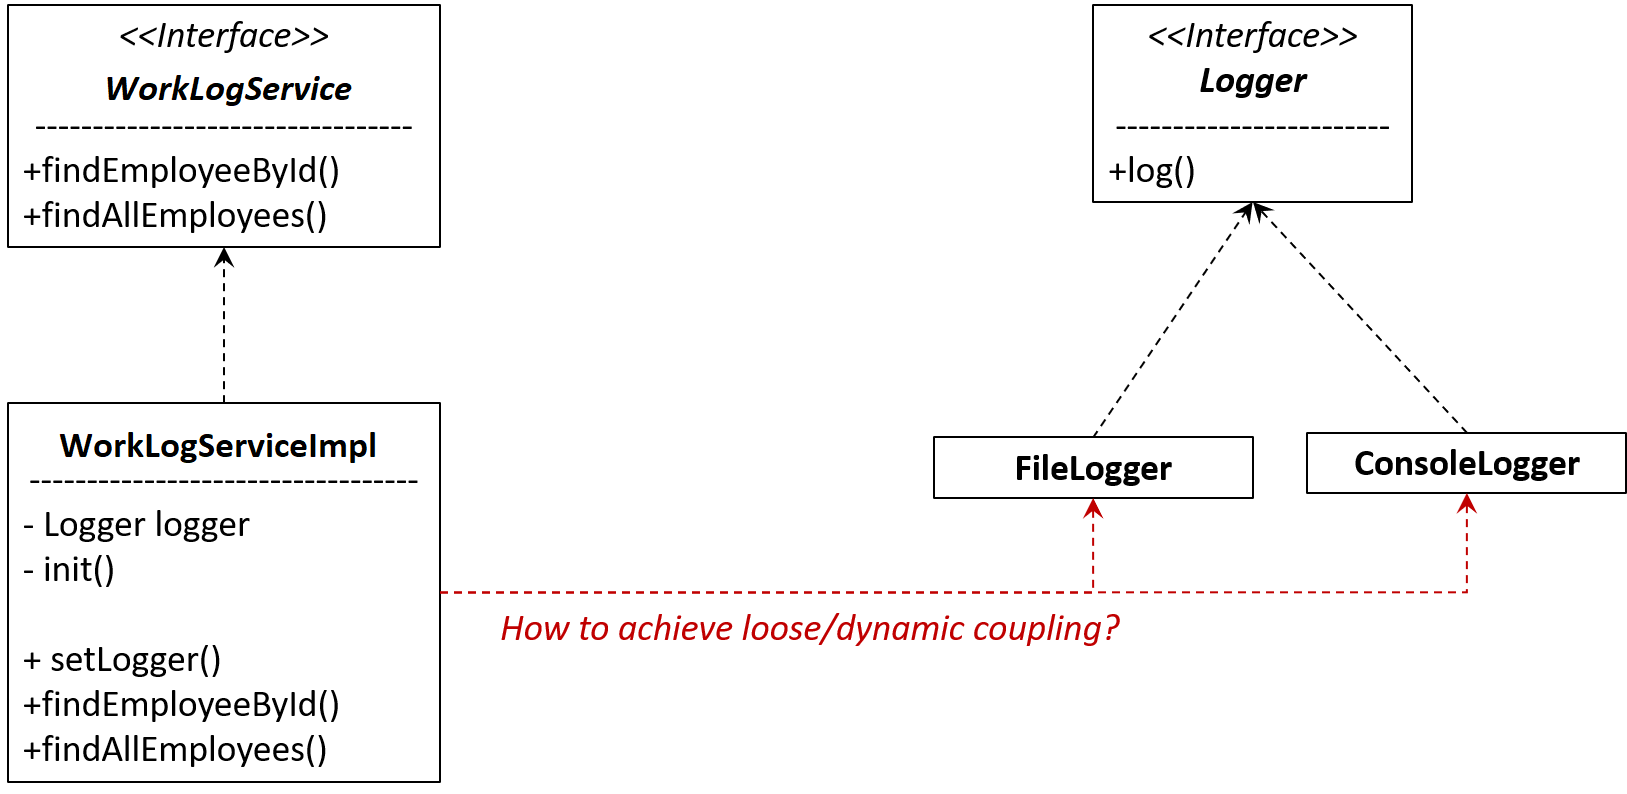 <<Interface>>
WorkLogService
---------------------------------
+findEmployeeById()
+findAllEmployees()
<<Interface>>
Logger
------------------------
+log()
WorkLogServiceImpl
----------------------------------
- Logger logger
- init()
+ setLogger()
+findEmployeeById()
+findAllEmployees()
FileLogger
ConsoleLogger
How to achieve loose/dynamic coupling?